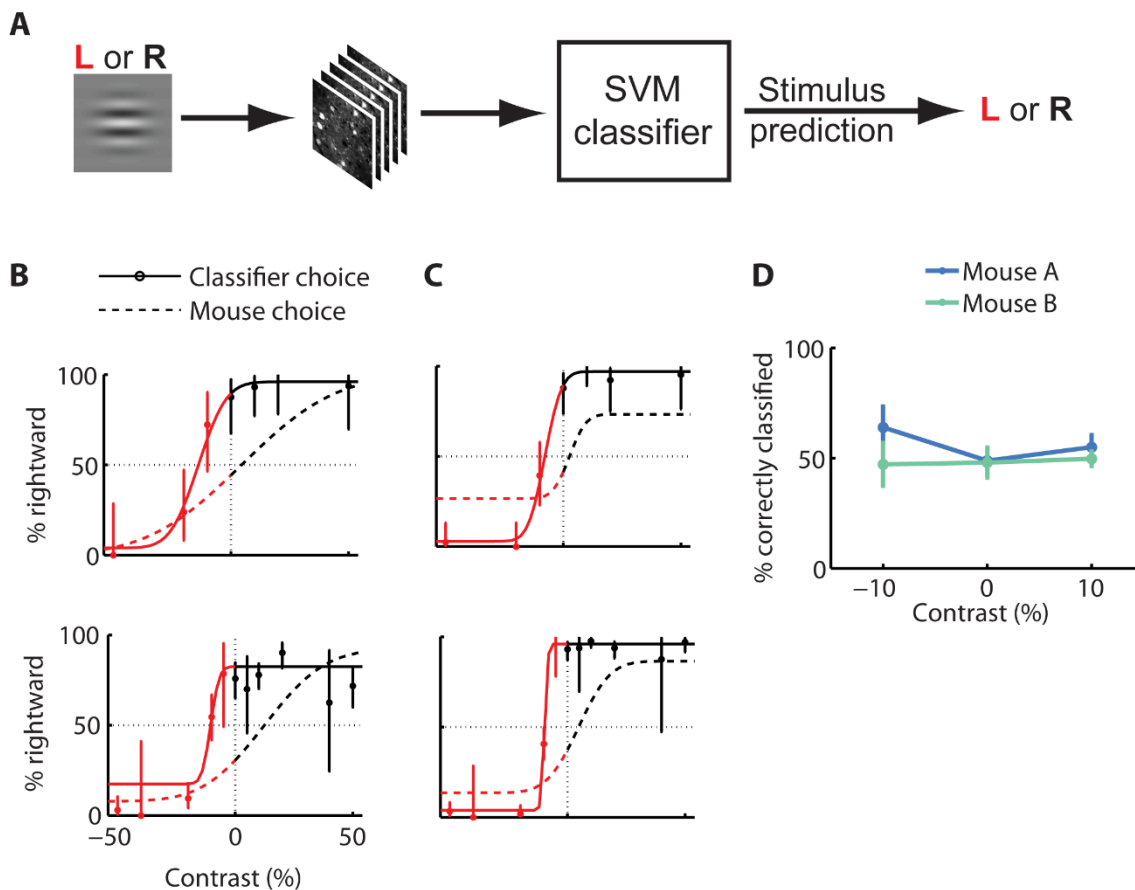 A
L or R
SVM
classifier
Stimulus
prediction
L or R
B
Classifier choice
Mouse choice
C
D
Mouse A
Mouse B
% rightward
100
50
0
% correctly classified
100
50
0
−10
0
10
Contrast (%)
% rightward
100
50
0
−50
0
50
Contrast (%)